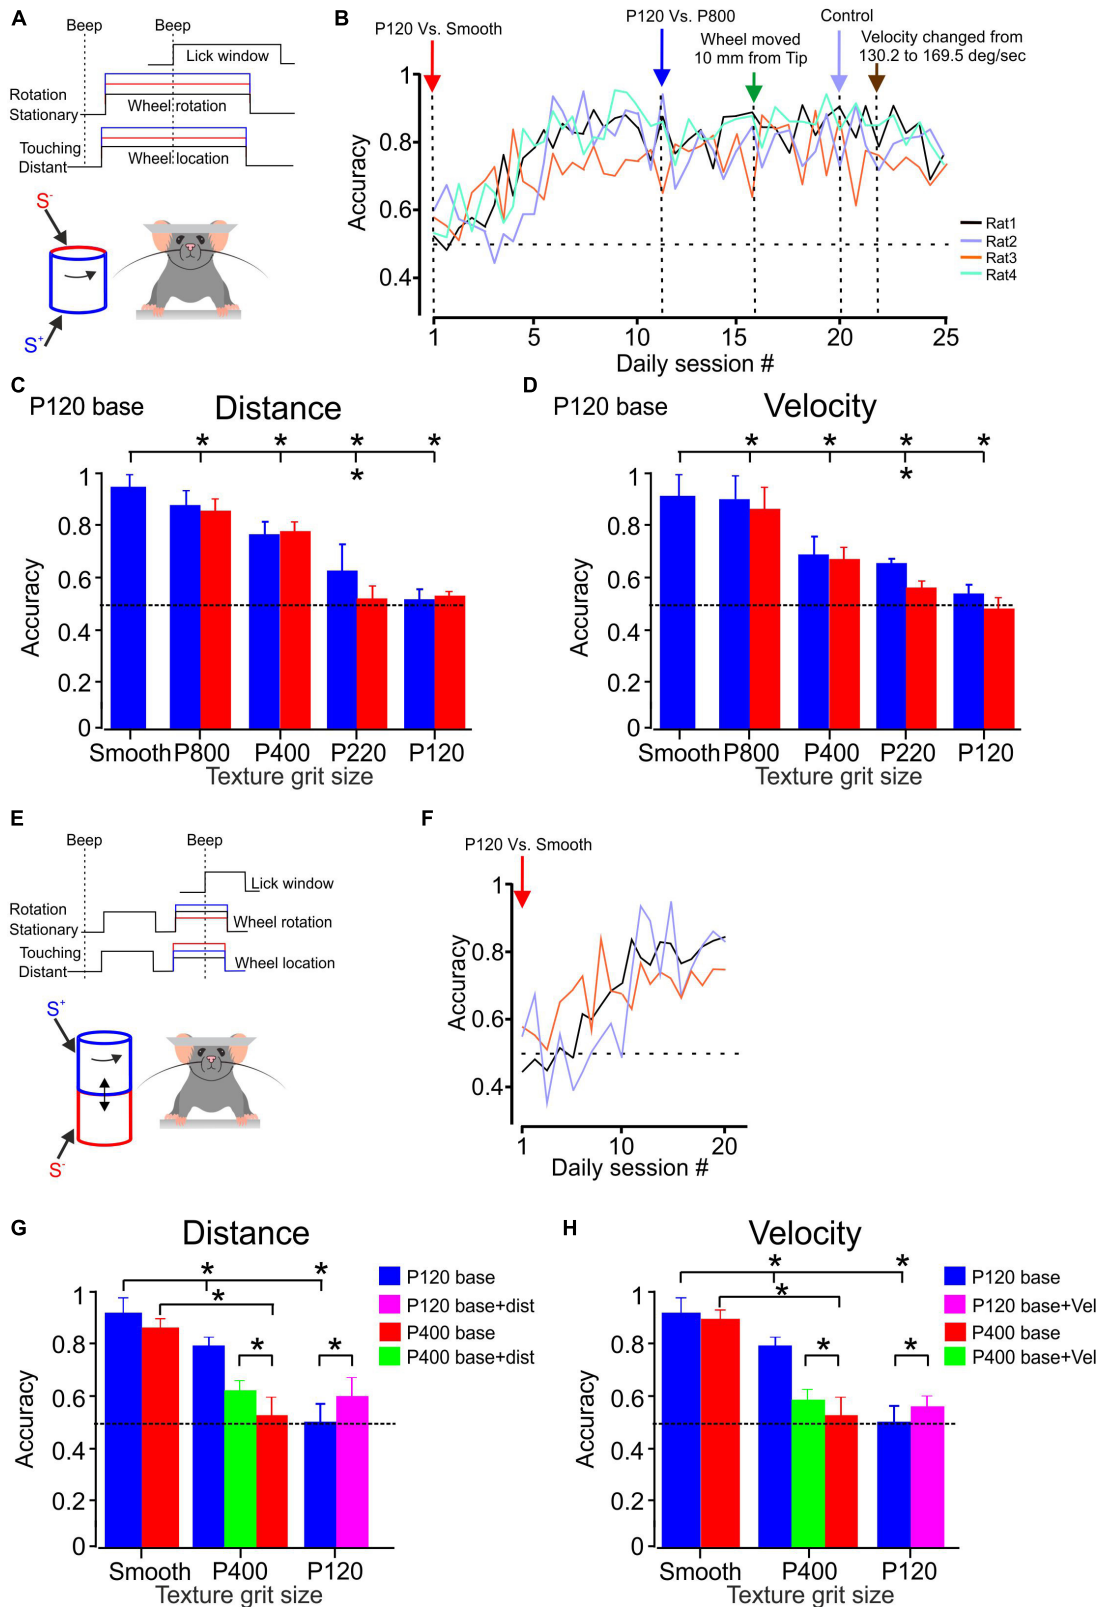 A
Beep
Beep
Lick window
Rotation
Stationary
Wheel rotation
Touching
Distant
Wheel location
S-
S+
B
P120 Vs. Smooth
P120 Vs. P800
Wheel moved
10 mm from Tip
Control
Velocity changed from
130.2 to 169.5 deg/sec
1
0.8
0.6
0.4
Accuracy
1
5
10
15
20
25
Daily session #
Rat1
Rat2
Rat3
Rat4
C
P120 base
Distance
* * * *
*
1
0.8
0.6
0.4
0.2
0
Accuracy
Smooth P800 P400 P220 P120
Texture grit size
D
P120 base
Velocity
* * * *
*
1
0.8
0.6
0.4
0.2
0
Accuracy
Smooth P800 P400 P220 P120
Texture grit size
E
Beep
Beep
Lick window
Rotation
Stationary
Wheel rotation
Touching
Distant
Wheel location
S+
S-
F
P120 Vs. Smooth
1
0.8
0.6
0.4
Accuracy
1
10
20
Daily session #
G
Distance
* *
*
* *
P120 base
P120 base+dist
P400 base
P400 base+dist
1
0.8
0.6
0.4
0.2
0
Accuracy
Smooth P400 P120
Texture grit size
H
Velocity
* *
*
* *
P120 base
P120 base+Vel
P400 base
P400 base+Vel
1
0.8
0.6
0.4
0.2
0
Accuracy
Smooth P400 P120
Texture grit size